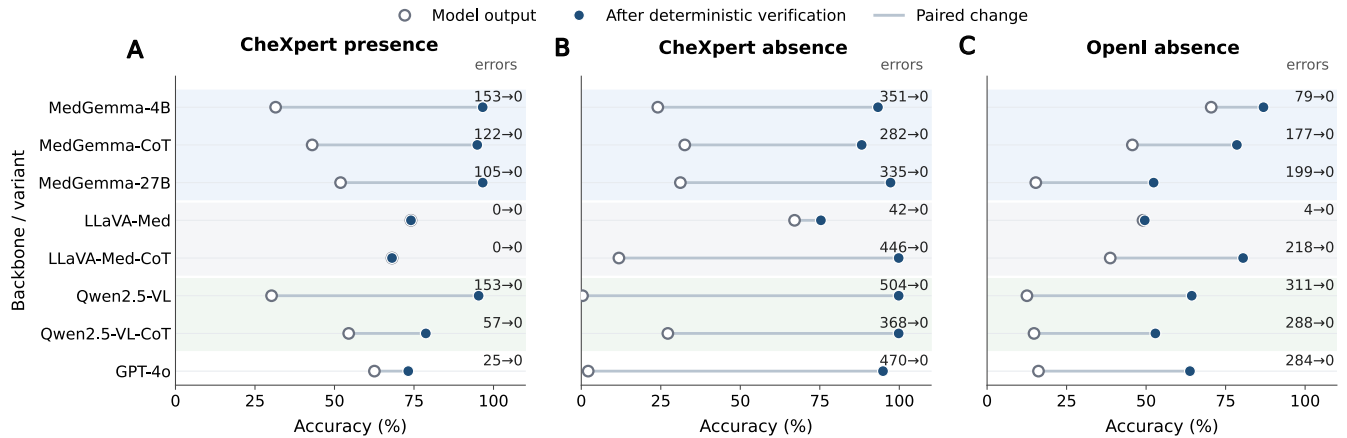 Model output
After deterministic verification
Paired change
A
CheXpert presence
B
CheXpert absence
C
OpenI absence
errors
errors
errors
Backbone / variant
MedGemma-4B
153→0
351→0
79→0
MedGemma-CoT
122→0
282→0
177→0
MedGemma-27B
105→0
335→0
199→0
LLaVA-Med
0→0
42→0
4→0
LLaVA-Med-CoT
0→0
446→0
218→0
Qwen2.5-VL
153→0
504→0
311→0
Qwen2.5-VL-CoT
57→0
368→0
288→0
GPT-4o
25→0
470→0
284→0
0 25 50 75 100
0 25 50 75 100
0 25 50 75 100
Accuracy (%)
Accuracy (%)
Accuracy (%)